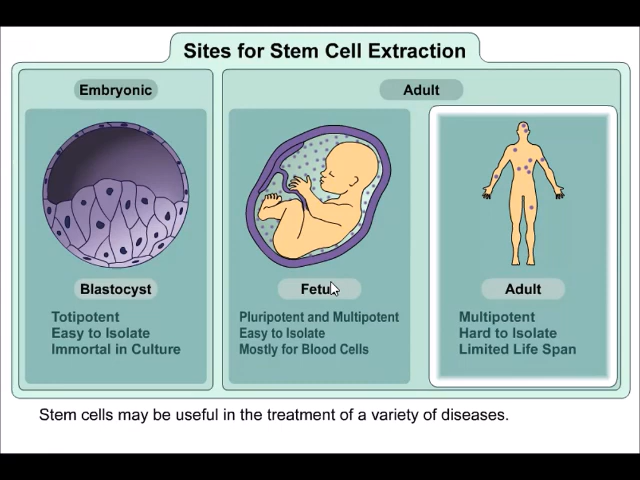 Sites for Stem Cell Extraction
Embryonic
Adult
Blastocyst
Totipotent
Easy to Isolate
Immortal in Culture
Fetu
Pluripotent and Multipotent
Easy to Isolate
Mostly for Blood Cells
Adult
Multipotent
Hard to Isolate
Limited Life Span
Stem cells may be useful in the treatment of a variety of diseases.